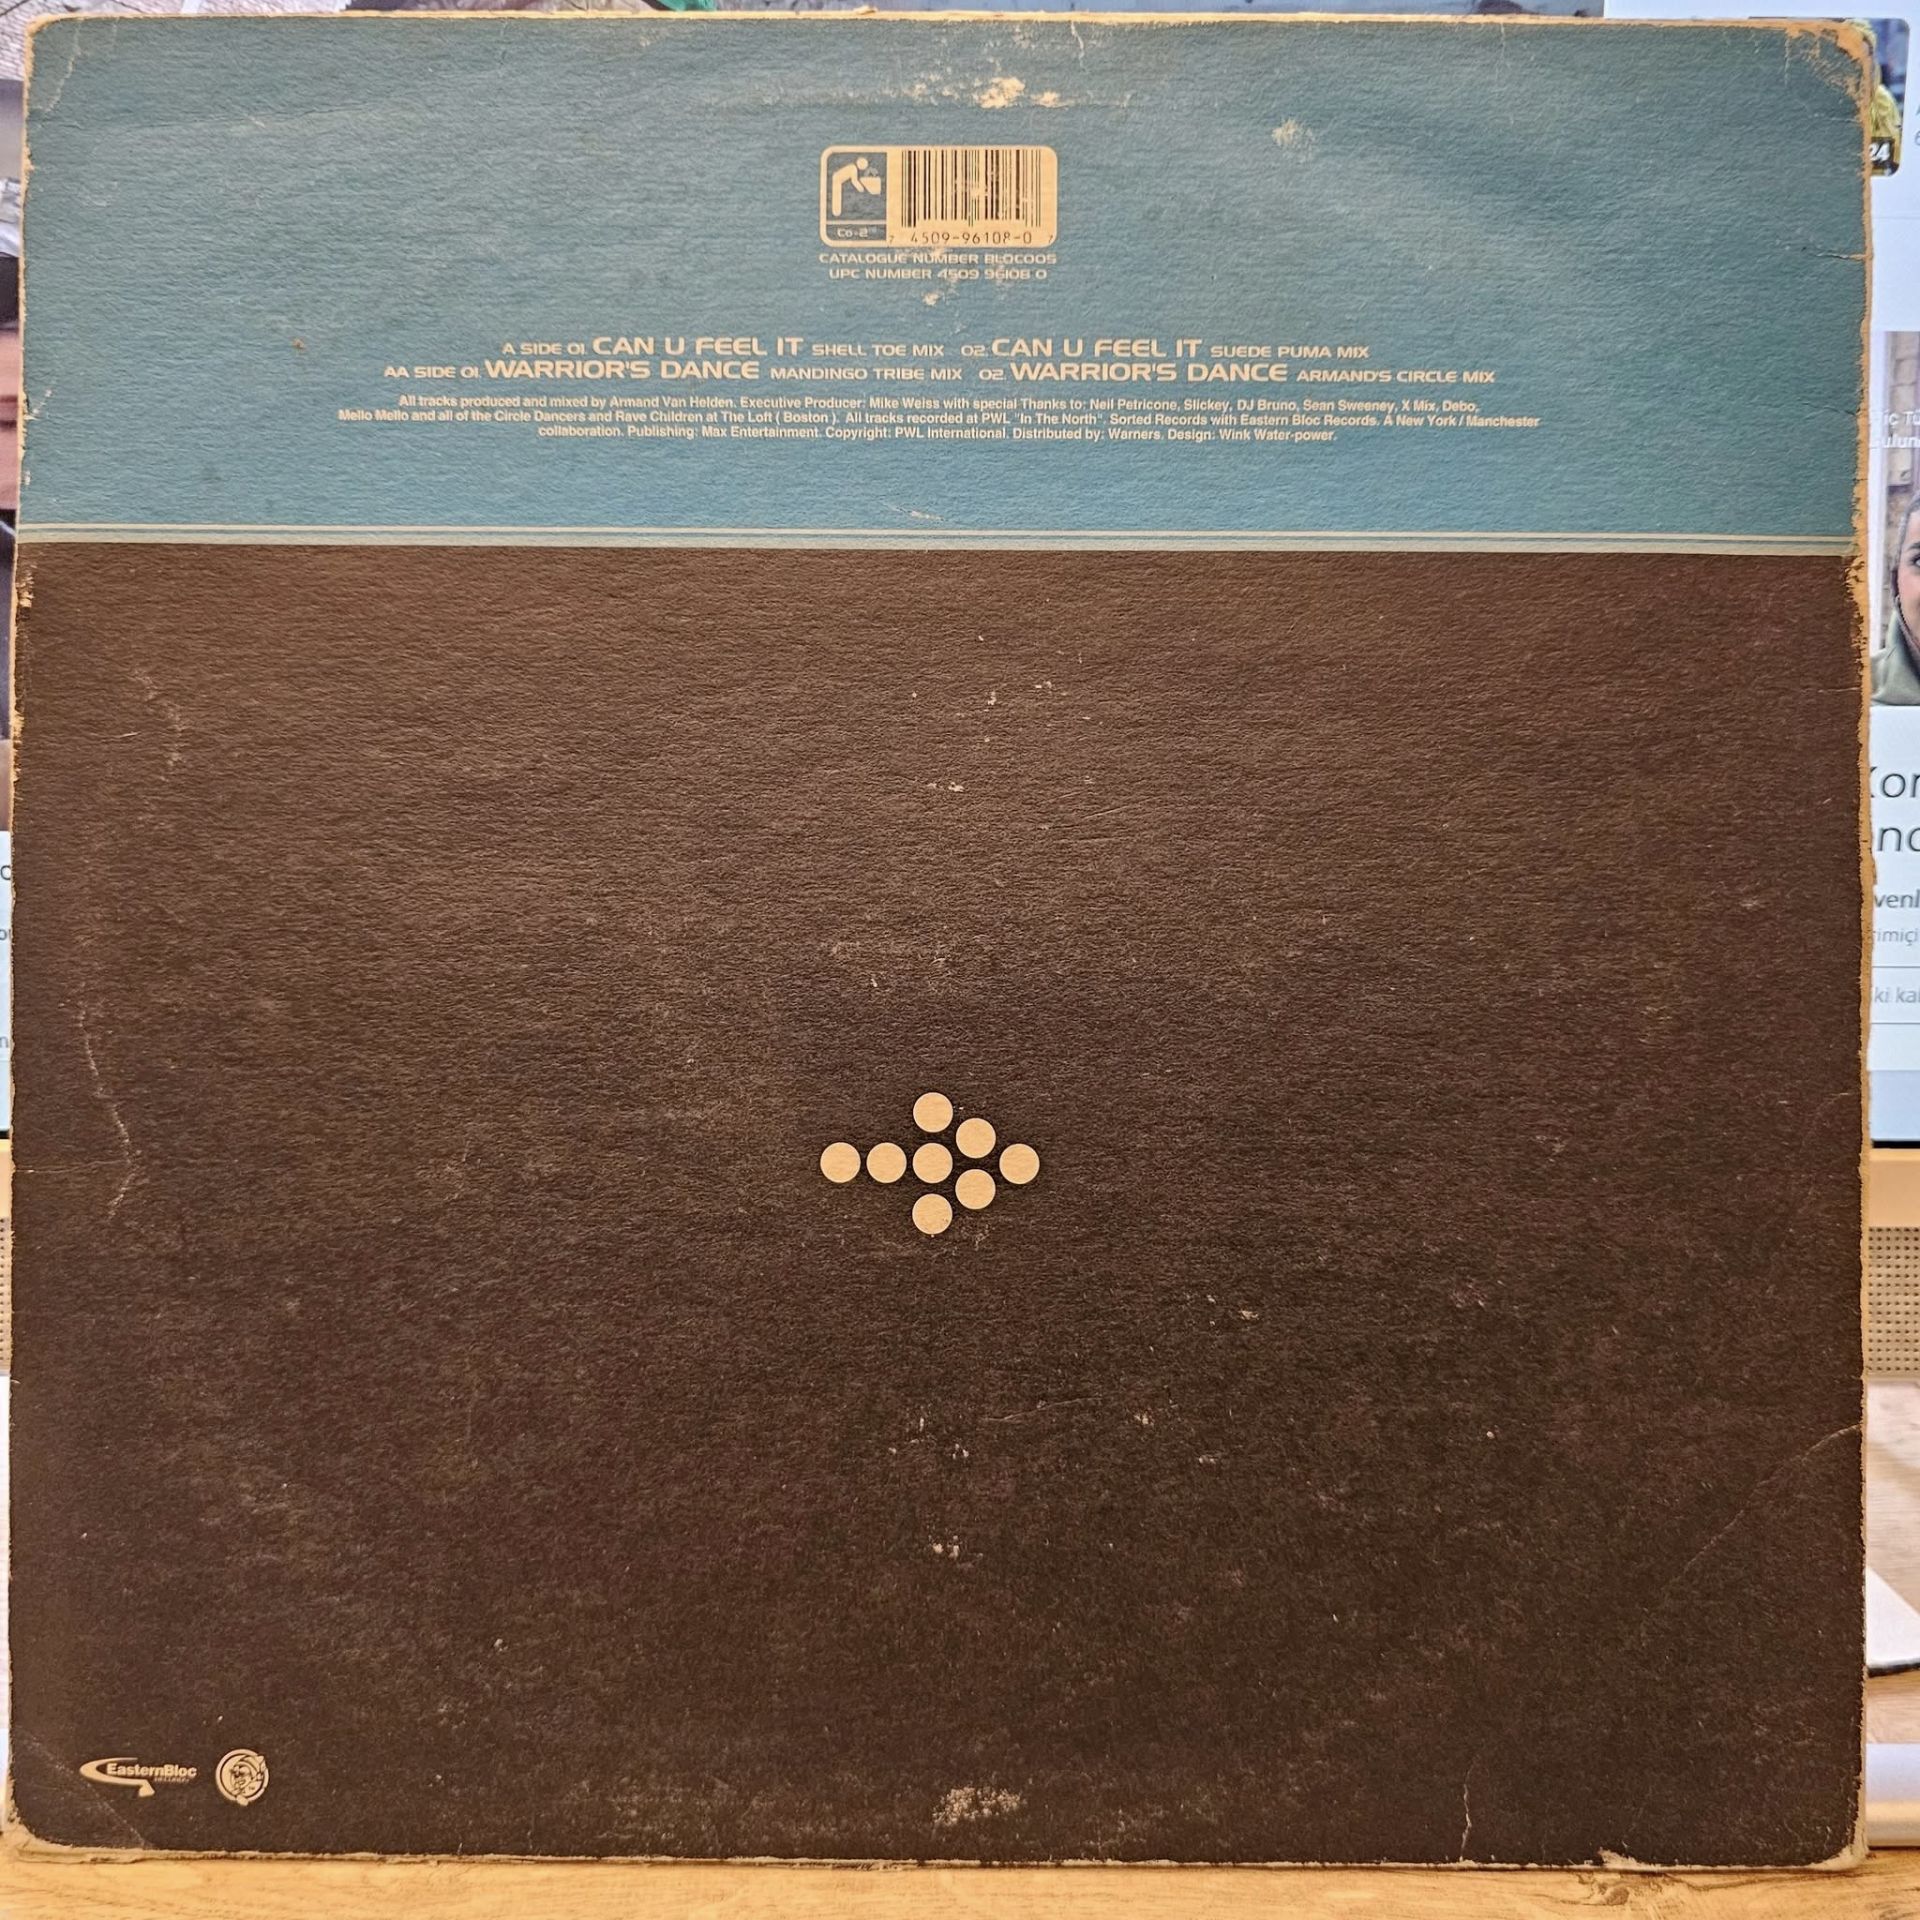 Co-2
7 4509-96108-0 7
CATALOGUE NUMBER BLOC005
UPC NUMBER 4509 96108 0
A SIDE 01. CAN U FEEL IT SHELL TOE MIX 02. CAN U FEEL IT SUEDE PUMA MIX
AA SIDE 01. WARRIOR'S DANCE MANDINGO TRIBE MIX 02. WARRIOR'S DANCE ARMAND'S CIRCLE MIX
All tracks produced and mixed by Armand Van Helden. Executive Producer: Mike Weiss with special Thanks to; Neil Petricone, Slickey, DJ Bruno, Sean Sweeney, X Mix, Debo,
Mello Mello and all of the Circle Dancers and Rave Children at The Loft ( Boston ). All tracks recorded at PWL "In The North". Sorted Records with Eastern Bloc Records. A New York / Manchester
collaboration. Publishing: Max Entertainment. Copyright: PWL International. Distributed by: Warners. Design: Wink Water-power.
24
EasternBloc